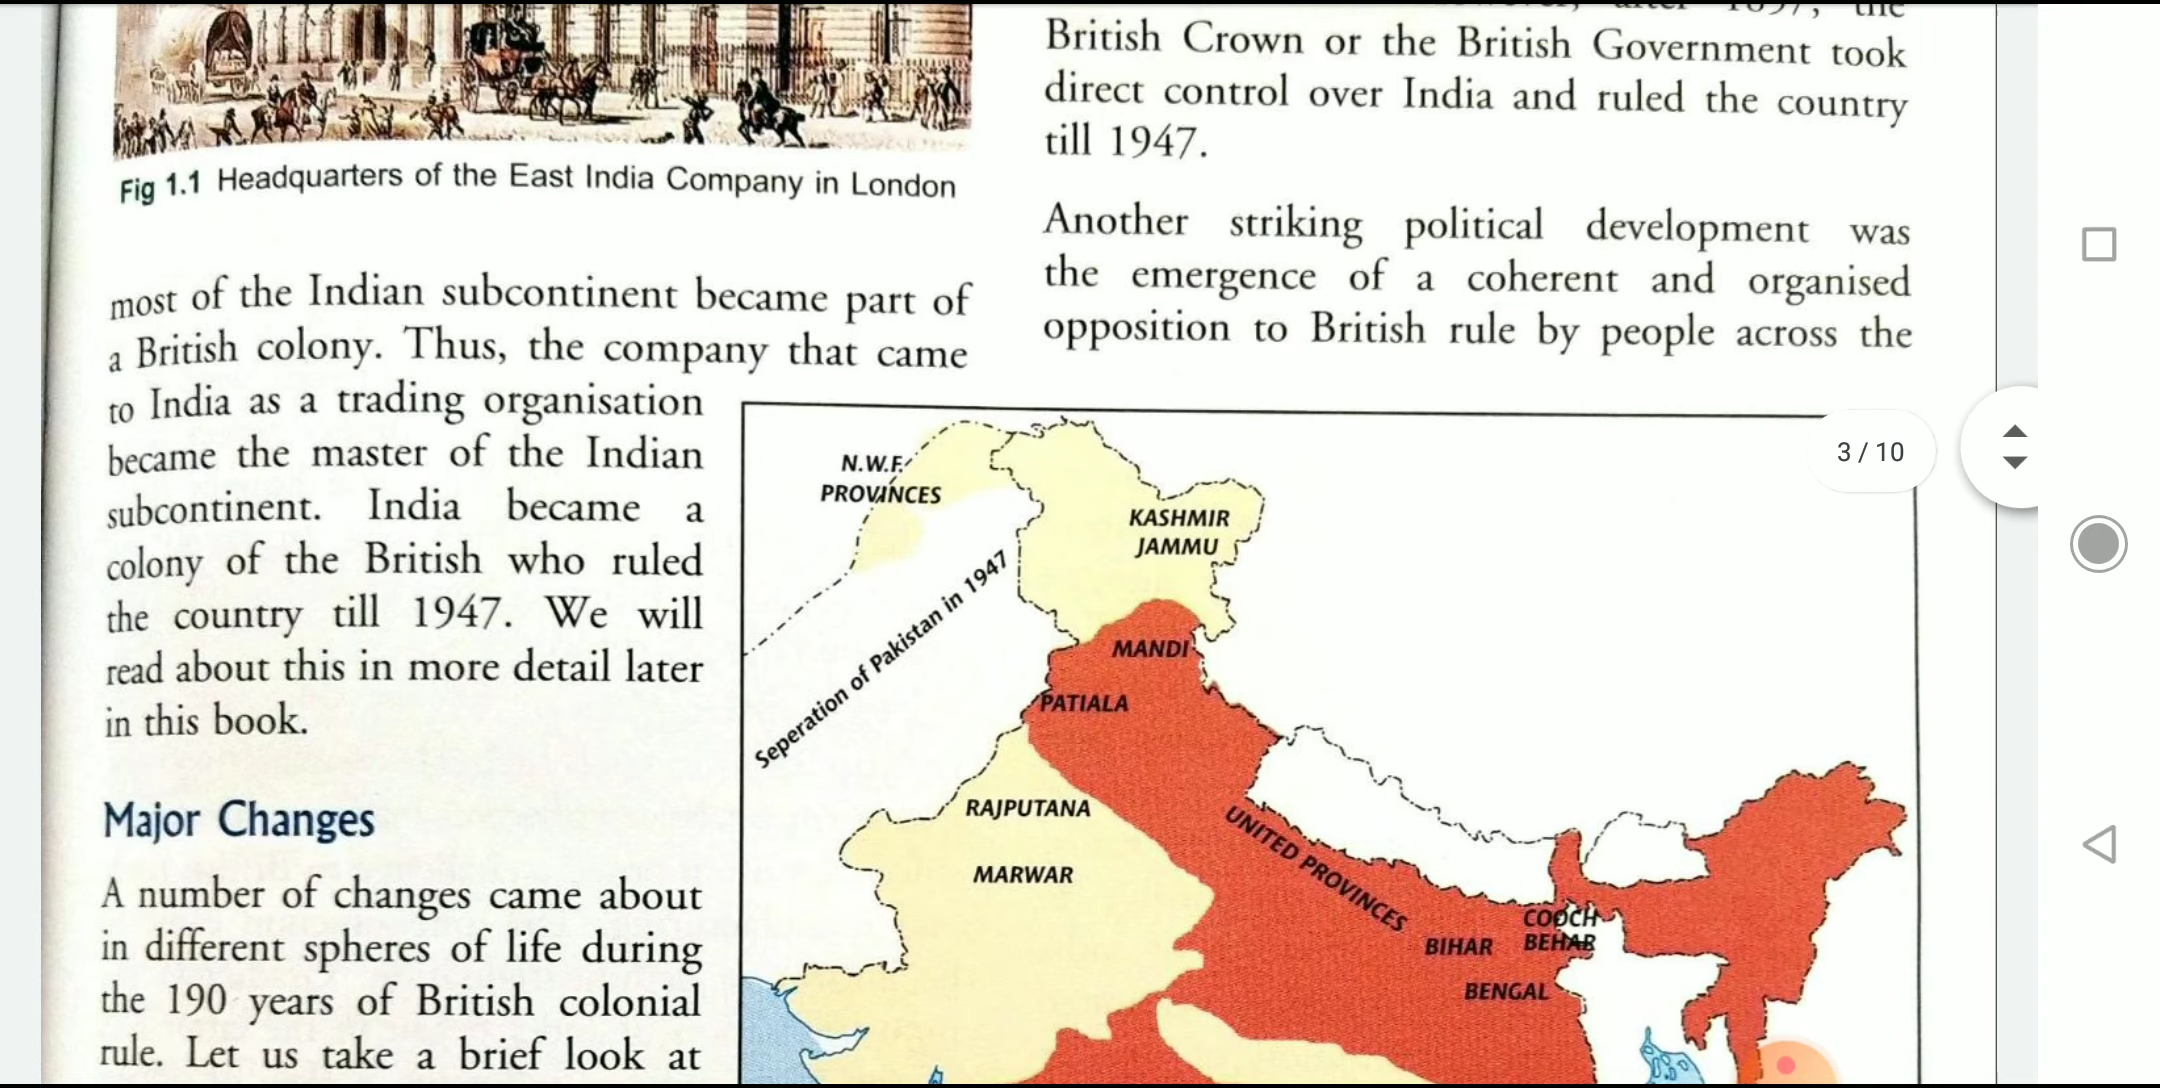 Fig 1.1 Headquarters of the East India Company in London
most of the Indian subcontinent became part of
a British colony. Thus, the company that came
to India as a trading organisation
became the master of the Indian
subcontinent. India became a
colony of the British who ruled
the country till 1947. We will
read about this in more detail later
in this book.
Major Changes
A number of changes came about
in different spheres of life during
the 190 years of British colonial
rule. Let us take a brief look at
the
British Crown or the British Government took
direct control over India and ruled the country
till 1947.
Another striking political development was
the emergence of a coherent and organised
opposition to British rule by people across the
3 / 10
N.W.F.
PROVINCES
KASHMIR
JAMMU
Seperation of Pakistan in 1947
MANDI
PATIALA
RAJPUTANA
MARWAR
UNITED PROVINCES
COOCH
BEHAR
BIHAR
BENGAL